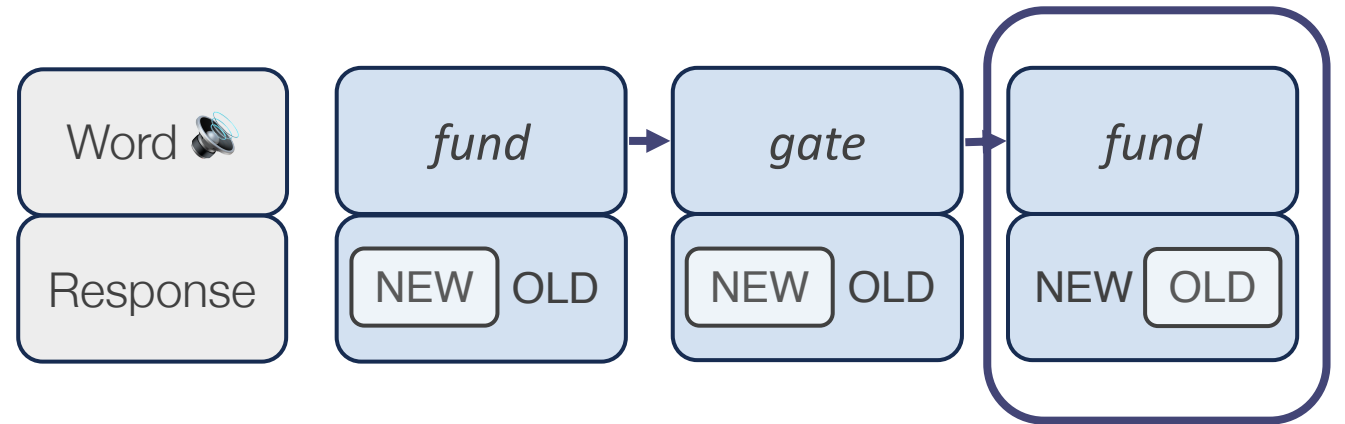 Word
fund
gate
fund
Response
NEW OLD
NEW OLD
NEW OLD